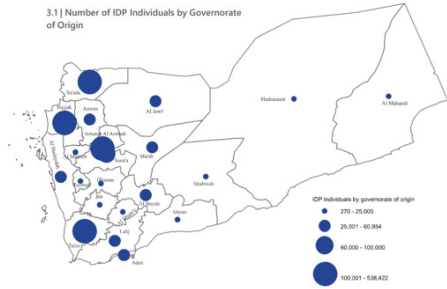 3.1 | Number of IDP Individuals by Governorate
of Origin
Sa'ada
Hajjah
Amran
Al Jawf
Hadramaut
Al Maharah
Amanat Al Asimah
Sana'a
Marib
Al Hudaydah
Shabwah
Dhamar
Ibb
Al Bayda
Abyan
Taizz
Lahj
Aden
IDP individuals by governorate of origin
270 - 25,000
25,001 - 60,954
60,000 - 100,000
100,001 - 538,422